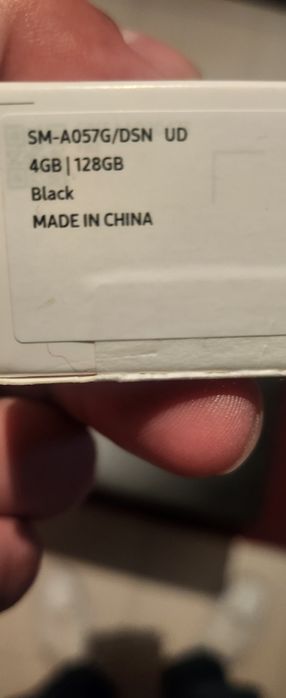 SM-A057G/DSN UD
4GB | 128GB
Black
MADE IN CHINA